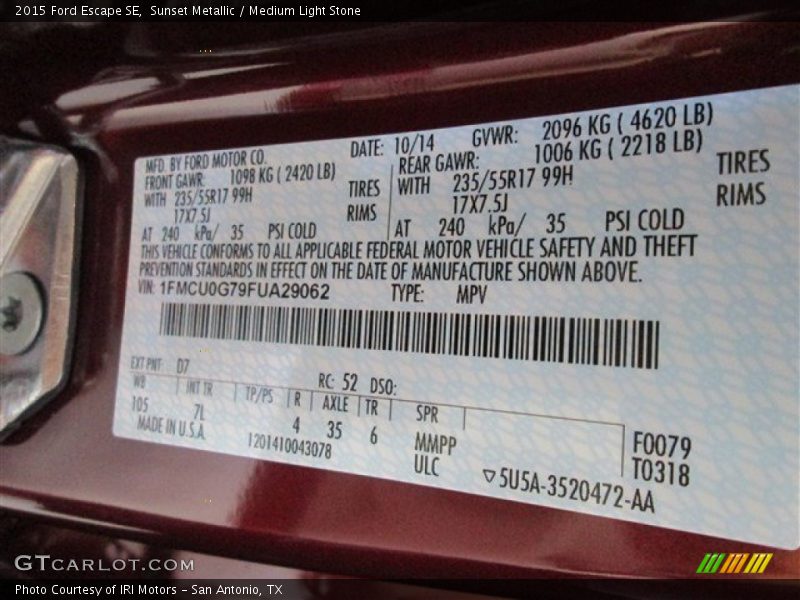 2015 Ford Escape SE,  Sunset Metallic / Medium Light Stone
MFD. BY FORD MOTOR CO. DATE: 10/14 GVWR: 2096 KG ( 4620 LB)
FRONT GAWR: 1098 KG ( 2420 LB) REAR GAWR: 1006 KG ( 2218 LB)
WITH 235/55R17 99H TIRES WITH 235/55R17 99H TIRES
17X7.5J RIMS 17X7.5J RIMS
AT 240 kPa/ 35 PSI COLD AT 240 kPa/ 35 PSI COLD
THIS VEHICLE CONFORMS TO ALL APPLICABLE FEDERAL MOTOR VEHICLE SAFETY AND THEFT
PREVENTION STANDARDS IN EFFECT ON THE DATE OF MANUFACTURE SHOWN ABOVE.
VIN: 1FMCU0G79FUA29062 TYPE: MPV
EXT PNT: D7 RC: 52 DSO:
WB INT TR TP/PS R AXLE TR SPR
105 7L 4 35 6 MMPP F0079
MADE IN U.S.A. 1201410043078 ULC T0318
▽5U5A-3520472-AA
GTCARLOT.COM
Photo Courtesy of IRI Motors – San Antonio, TX